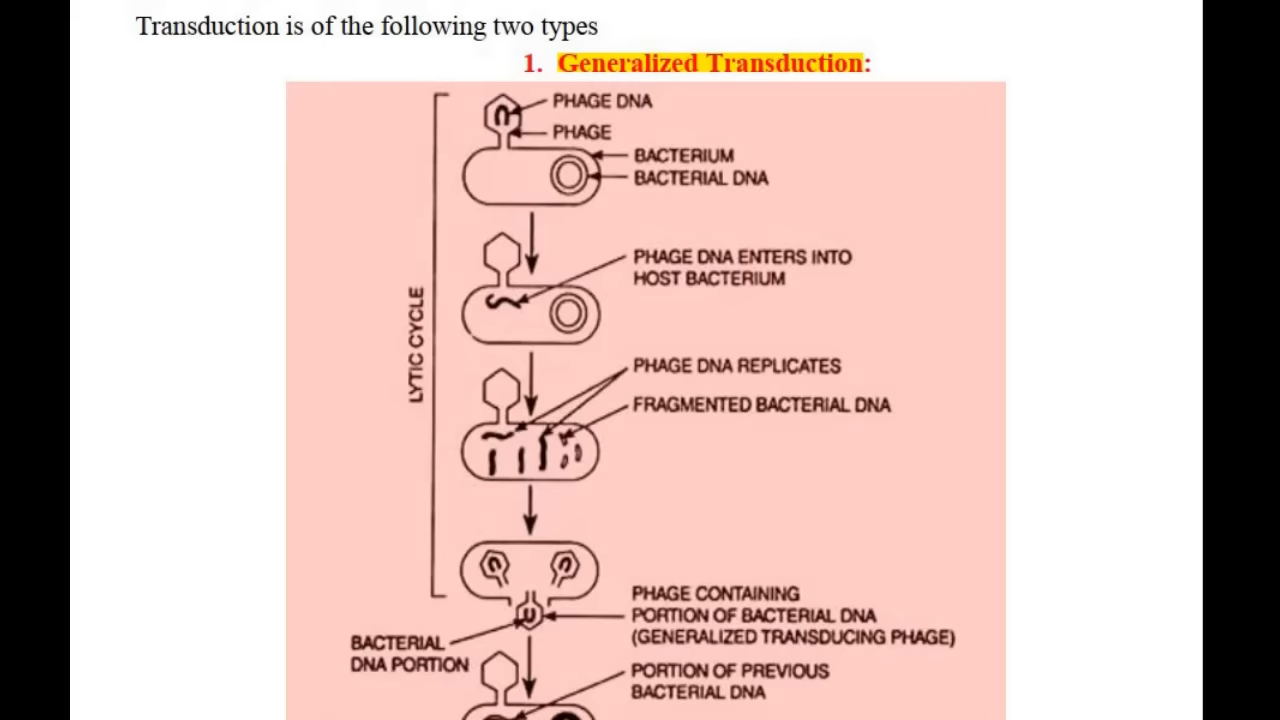 Transduction is of the following two types
1. Generalized Transduction:
PHAGE DNA
PHAGE
BACTERIUM
BACTERIAL DNA
PHAGE DNA ENTERS INTO
HOST BACTERIUM
LYTIC CYCLE
PHAGE DNA REPLICATES
FRAGMENTED BACTERIAL DNA
PHAGE CONTAINING
PORTION OF BACTERIAL DNA
(GENERALIZED TRANSDUCING PHAGE)
BACTERIAL
DNA PORTION
PORTION OF PREVIOUS
BACTERIAL DNA